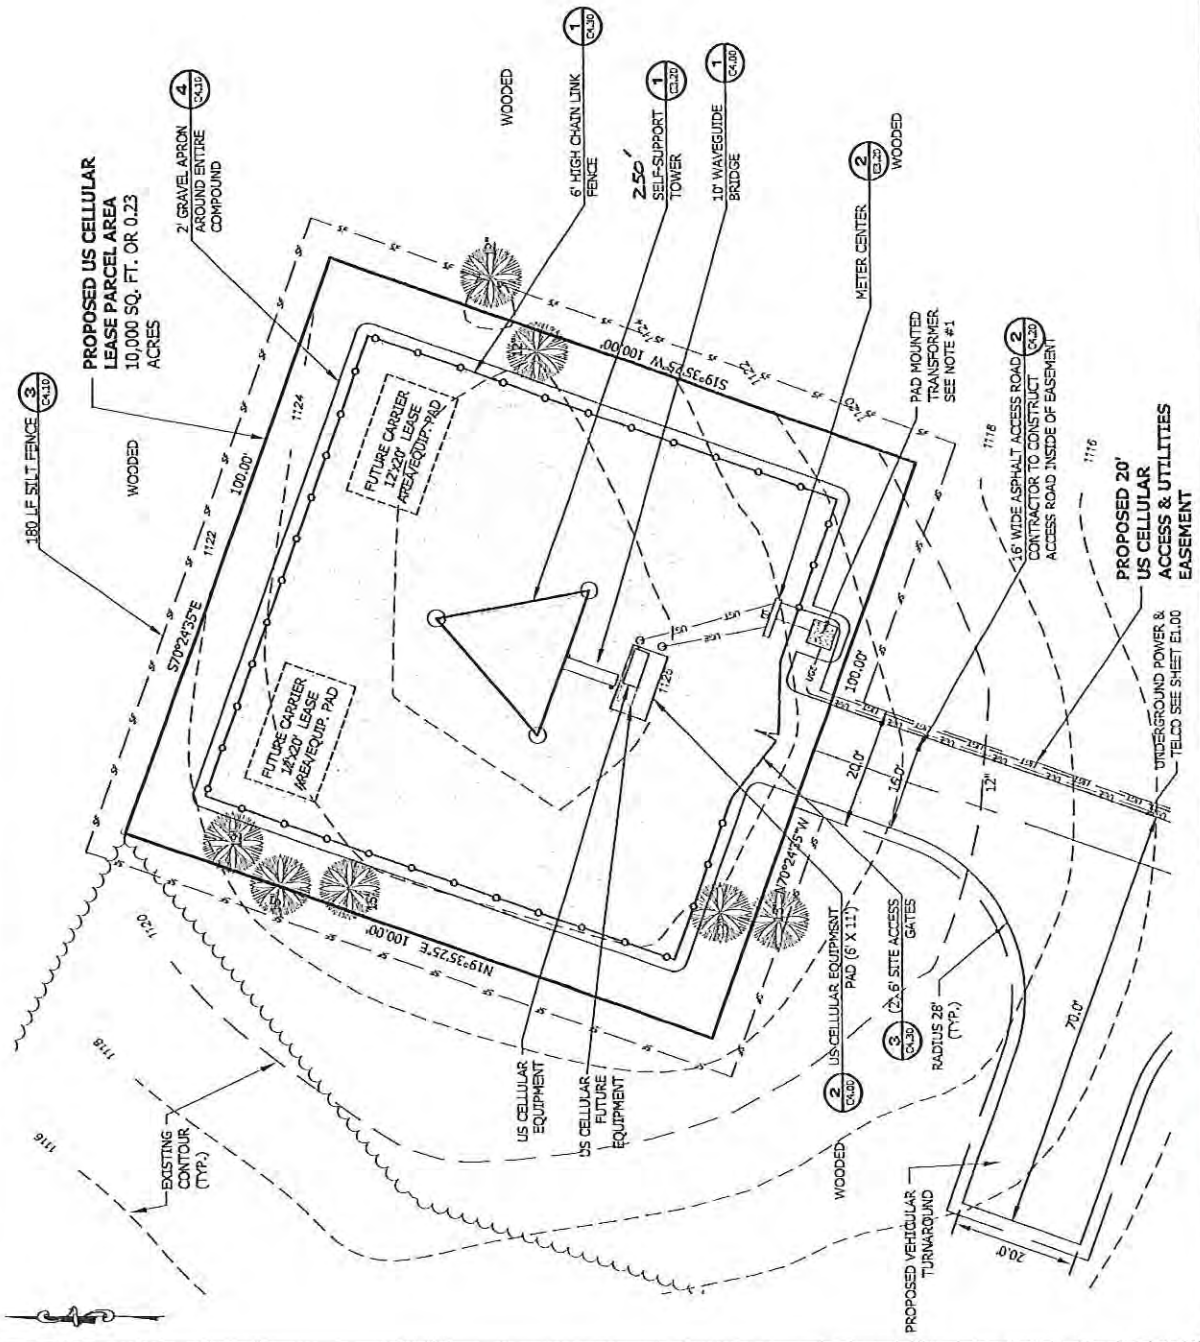 3
C4.10
180 LF SILT FENCE
PROPOSED US CELLULAR
LEASE PARCEL AREA
10,000 SQ. FT. OR 0.23
ACRES
4
C4.10
2' GRAVEL APRON
AROUND ENTIRE
COMPOUND
WOODED
WOODED
1
C4.30
6' HIGH CHAIN LINK
FENCE
1
C3.20
250'
SELF-SUPPORT
TOWER
1
C4.00
10' WAVEGUIDE
BRIDGE
2
E3.20
METER CENTER
WOODED
PAD MOUNTED
TRANSFORMER
SEE NOTE #1
2
C4.20
16' WIDE ASPHALT ACCESS ROAD
CONTRACTOR TO CONSTRUCT
ACCESS ROAD INSIDE OF EASEMENT
PROPOSED 20'
US CELLULAR
ACCESS & UTILITIES
EASEMENT
UNDERGROUND POWER &
TELCO SEE SHEET E1.00
S70°24'35"E
100.00'
S19°35'25"W 100.00'
N70°24'35"W
100.00'
N19°35'25"E 100.00'
FUTURE CARRIER
12'X20' LEASE
AREA/EQUIP. PAD
FUTURE CARRIER
12'X20' LEASE
AREA/EQUIP. PAD
1124
1122
1120
1118
1116
1120
1118
1116
UGT
UGE
UGE
20.0'
16.0'
12"
70.0'
20.0'
EXISTING
CONTOUR
(TYP.)
US CELLULAR
EQUIPMENT
US CELLULAR
FUTURE
EQUIPMENT
2
C4.00
US CELLULAR EQUIPMENT
PAD (6' X 11')
3
C4.30
(2) 6' SITE ACCESS
GATES
RADIUS 28'
(TYP.)
WOODED
PROPOSED VEHICULAR
TURNAROUND